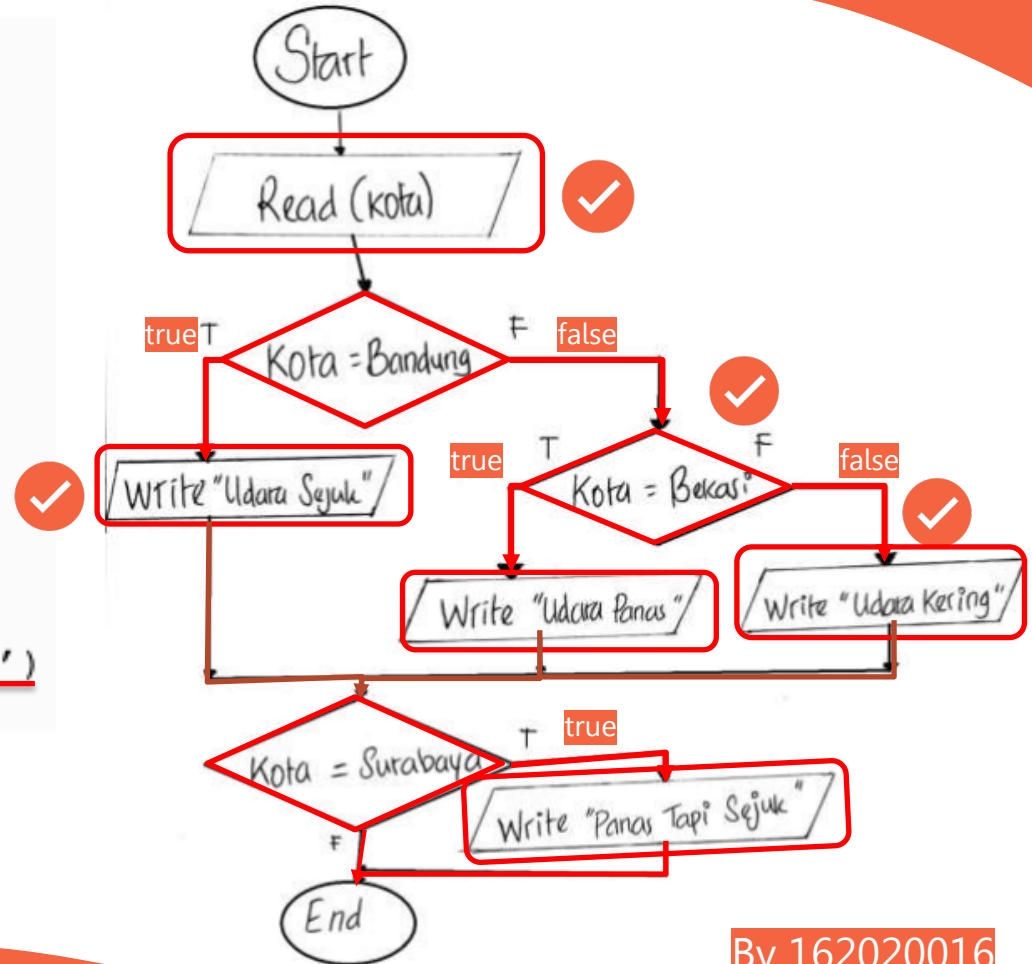 Start
Read (kota)
true T F false
Kota = Bandung
true T F false
Write "Udara Sejuk"
Kota = Bekasi
Write "Udara Panas"
Write "Udara Kering"
')
T true
Kota = Surabaya
Write "Panas Tapi Sejuk"
F
End
By 162020016